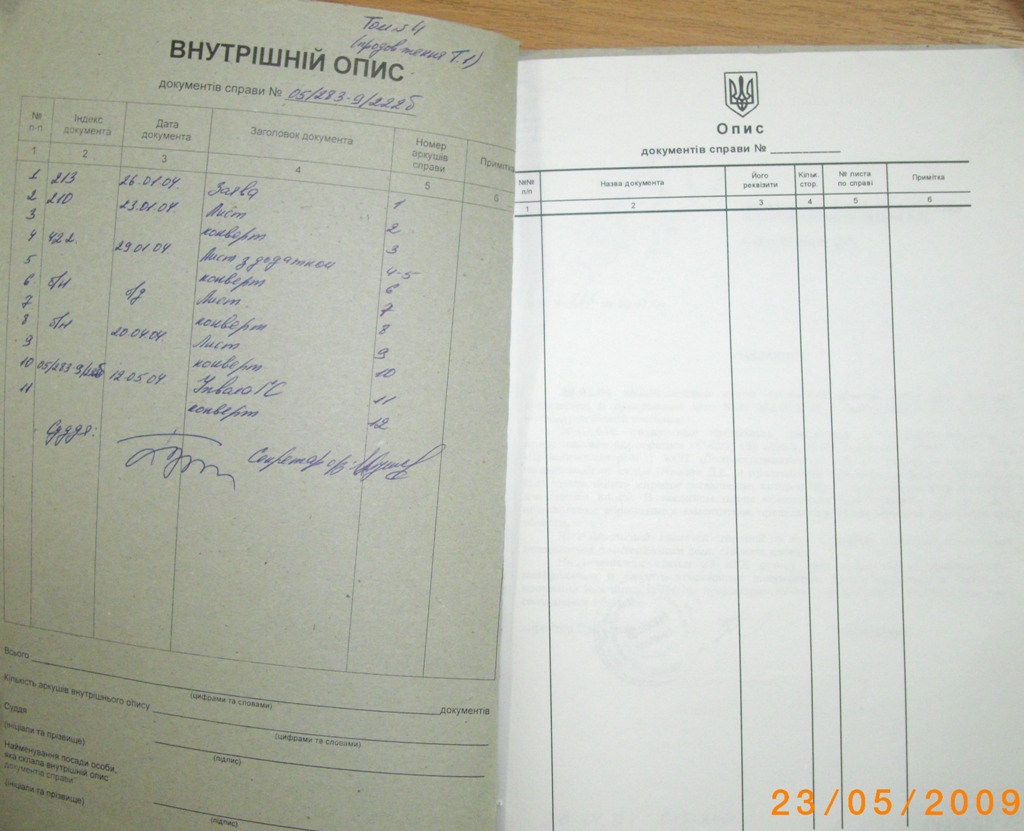 Том №4
(продовження Т.1)
ВНУТРІШНІЙ ОПИС
документів справи № 05/283-9/222б
№ п-п Індекс документа Дата документа Заголовок документа Номер аркушів справи Примітка
1 2 3 4 5 6
1 213 26.01.04 Заява 1
2 210 23.01.04 Лист 2
3 конверт 3
4 422. 29.01.04 Лист з додатком 4-5
5 конверт 6
6 б/н б/д Лист 7
7 конверт 8
8 б/н 20.04.04 Лист 9
9 конверт 10
10 05/283-9/ 12.05.04 ГС 11
11 конверт 12
Суддя: Секретар
Всього
(цифрами та словами) документів
Кількість аркушів внутрішнього опису
(цифрами та словами)
Суддя
(ініціали та прізвище) (підпис)
Найменування посади особи,
яка склала внутрішній опис
документів справи
(ініціали та прізвище) (підпис)
Опис
документів справи №
№№ п/п Назва документа Його реквізити Кільк. стор. № листа по справі Примітка
1 2 3 4 5 6
23/05/2009